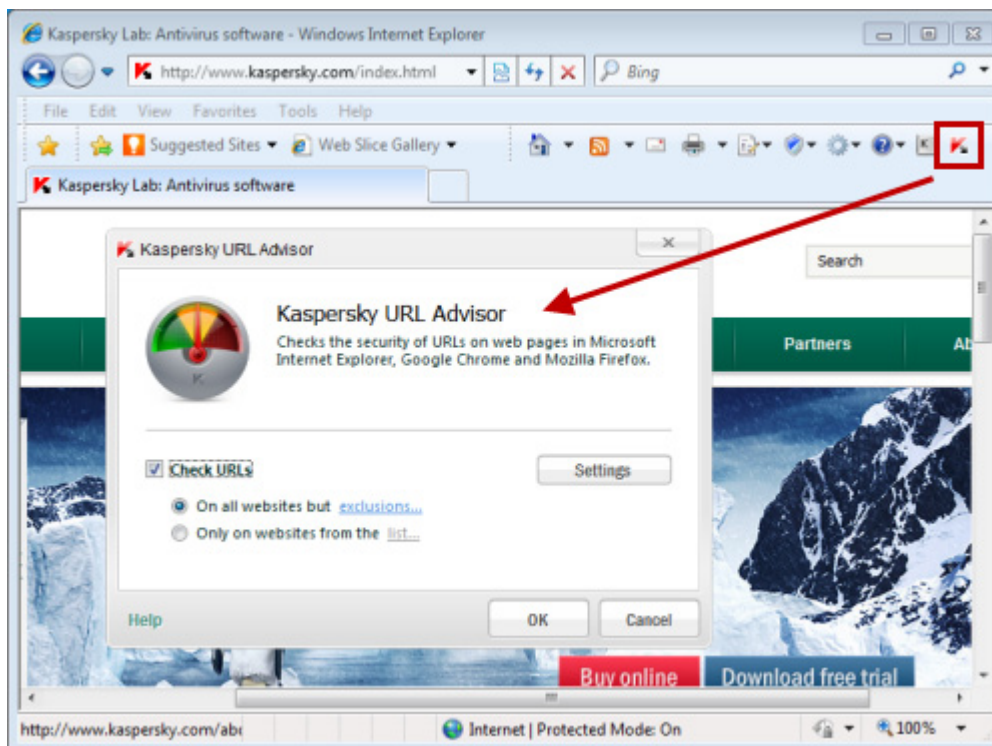 Kaspersky Lab: Antivirus software - Windows Internet Explorer
http://www.kaspersky.com/index.html
Bing
File Edit View Favorites Tools Help
Suggested Sites Web Slice Gallery
Kaspersky Lab: Antivirus software
Kaspersky URL Advisor
Search
Kaspersky URL Advisor
Checks the security of URLs on web pages in Microsoft
Internet Explorer, Google Chrome and Mozilla Firefox.
Partners
Ab
Check URLs
Settings
On all websites but exclusions...
Only on websites from the list...
Help
OK
Cancel
Buy online
Download free trial
http://www.kaspersky.com/abo
Internet | Protected Mode: On
100%